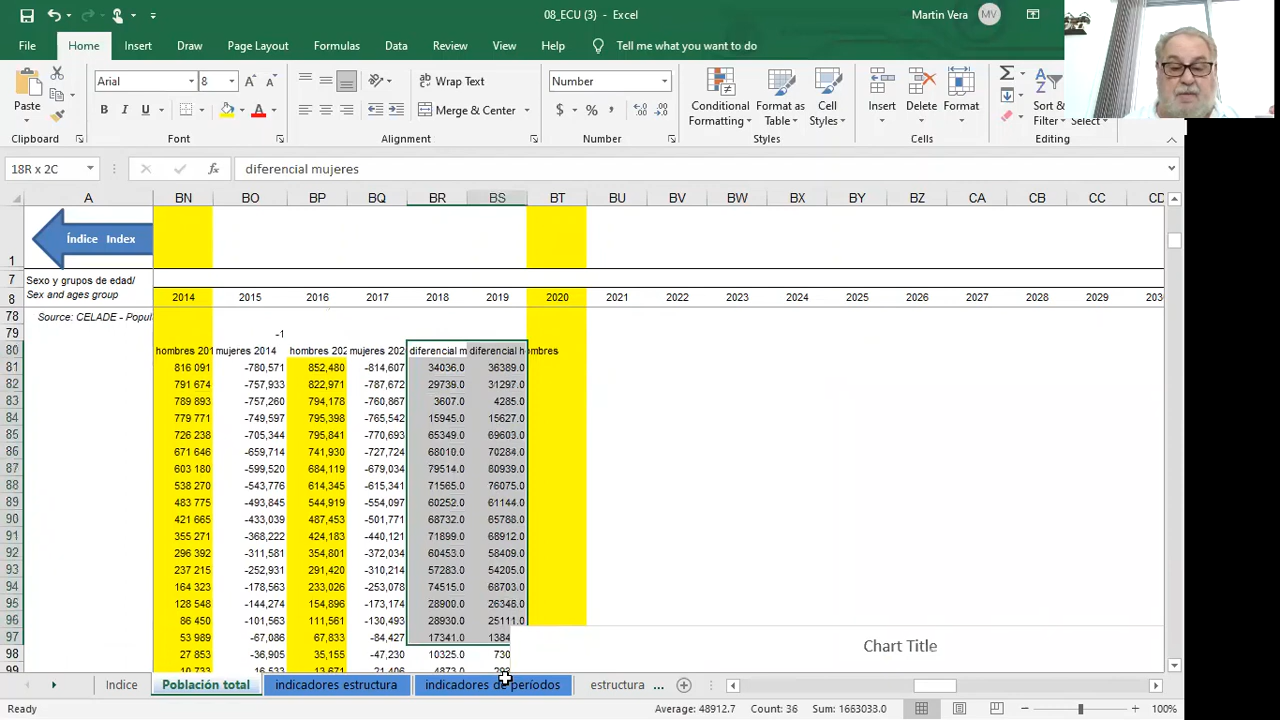 08_ECU (3) - Excel
Martin Vera MV
File Home Insert Draw Page Layout Formulas Data Review View Help Tell me what you want to do
Paste Arial 8 Wrap Text Number Conditional Format as Cell Insert Delete Format Sort &
B I U Merge & Center $ % Formatting Table Styles Filter Select
Clipboard Font Alignment Number Styles Cells Editing
18R x 2C fx diferencial mujeres
A BN BO BP BQ BR BS BT BU BV BW BX BY BZ CA CB CC CD
Índice Index
1
7 Sexo y grupos de edad/
8 Sex and ages group 2014 2015 2016 2017 2018 2019 2020 2021 2022 2023 2024 2025 2026 2027 2028 2029 203
78 Source: CELADE - Popul
79 -1
80 hombres 201 mujeres 2014 hombres 202 mujeres 202 diferencial m diferencial hombres
81 816 091 -780,571 852,480 -814,607 34036.0 36389.0
82 791 674 -757,933 822,971 -787,672 29739.0 31297.0
83 789 893 -757,260 794,178 -760,867 3607.0 4285.0
84 779 771 -749,597 795,398 -765,542 15945.0 15627.0
85 726 238 -705,344 795,841 -770,693 65349.0 69603.0
86 671 646 -659,714 741,930 -727,724 68010.0 70284.0
87 603 180 -599,520 684,119 -679,034 79514.0 80939.0
88 538 270 -543,776 614,345 -615,341 71565.0 76075.0
89 483 775 -493,845 544,919 -554,097 60252.0 61144.0
90 421 665 -433,039 487,453 -501,771 68732.0 65788.0
91 355 271 -368,222 424,183 -440,121 71899.0 68912.0
92 296 392 -311,581 354,801 -372,034 60453.0 58409.0
93 237 215 -252,931 291,420 -310,214 57283.0 54205.0
94 164 323 -178,563 233,026 -253,078 74515.0 68703.0
95 128 548 -144,274 154,896 -173,174 28900.0 26348.0
96 86 450 -101,563 111,561 -130,493 28930.0 25111.0
97 53 989 -67,086 67,833 -84,427 17341.0 1384
98 27 853 -36,905 35,155 -47,230 10325.0 730
99 10 733 -16,533 13,671 -21,406 4873.0
Chart Title
Indice Población total indicadores estructura indicadores de períodos estructura ...
Ready Average: 48912.7 Count: 36 Sum: 1663033.0 100%